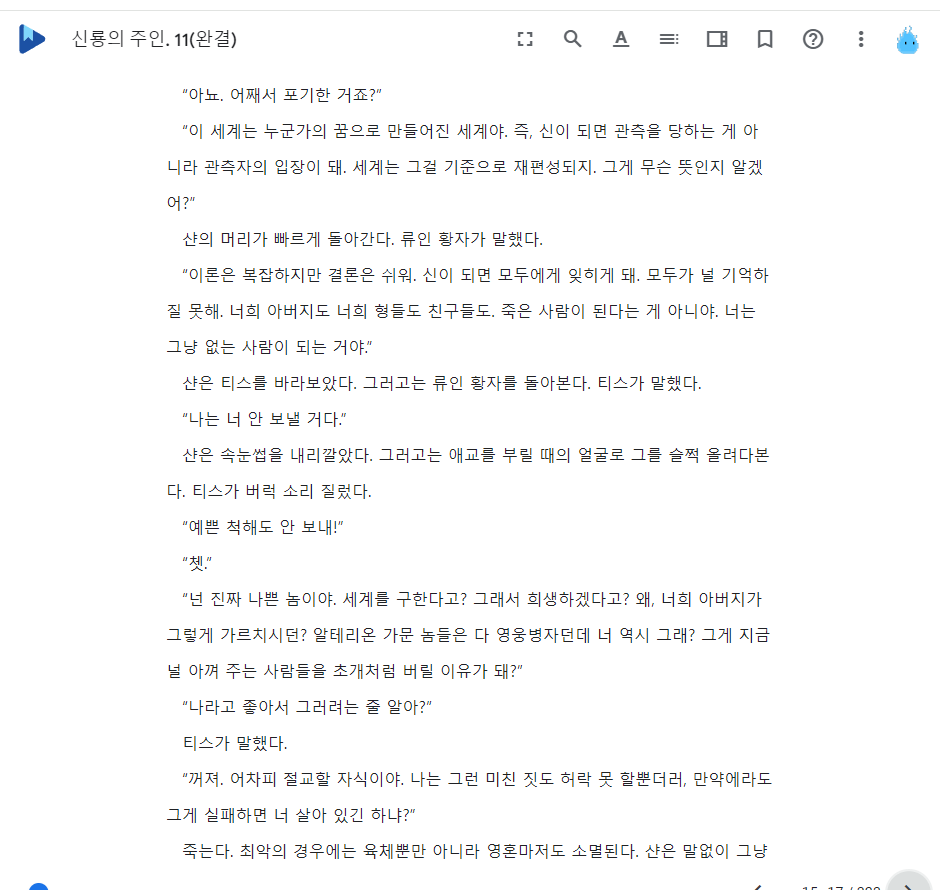 신룡의 주인. 11(완결)
“아뇨. 어째서 포기한 거죠?”
“이 세계는 누군가의 꿈으로 만들어진 세계야. 즉, 신이 되면 관측을 당하는 게 아
니라 관측자의 입장이 돼. 세계는 그걸 기준으로 재편성되지. 그게 무슨 뜻인지 알겠
어?”
샨의 머리가 빠르게 돌아간다. 류인 황자가 말했다.
“이론은 복잡하지만 결론은 쉬워. 신이 되면 모두에게 잊히게 돼. 모두가 널 기억하
질 못해. 너희 아버지도 너희 형들도 친구들도. 죽은 사람이 된다는 게 아니야. 너는
그냥 없는 사람이 되는 거야.”
샨은 티스를 바라보았다. 그러고는 류인 황자를 돌아본다. 티스가 말했다.
“나는 너 안 보낼 거다.”
샨은 속눈썹을 내리깔았다. 그러고는 애교를 부릴 때의 얼굴로 그를 슬쩍 올려다본
다. 티스가 버럭 소리 질렀다.
“예쁜 척해도 안 보내!”
“쳇.”
“넌 진짜 나쁜 놈이야. 세계를 구한다고? 그래서 희생하겠다고? 왜, 너희 아버지가
그렇게 가르치시던? 알테리온 가문 놈들은 다 영웅병자던데 너 역시 그래? 그게 지금
널 아껴 주는 사람들을 초개처럼 버릴 이유가 돼?”
“나라고 좋아서 그러려는 줄 알아?”
티스가 말했다.
“꺼져. 어차피 절교할 자식이야. 나는 그런 미친 짓도 허락 못 할뿐더러, 만약에라도
그게 실패하면 너 살아 있긴 하냐?”
죽는다. 최악의 경우에는 육체뿐만 아니라 영혼마저도 소멸된다. 샨은 말없이 그냥